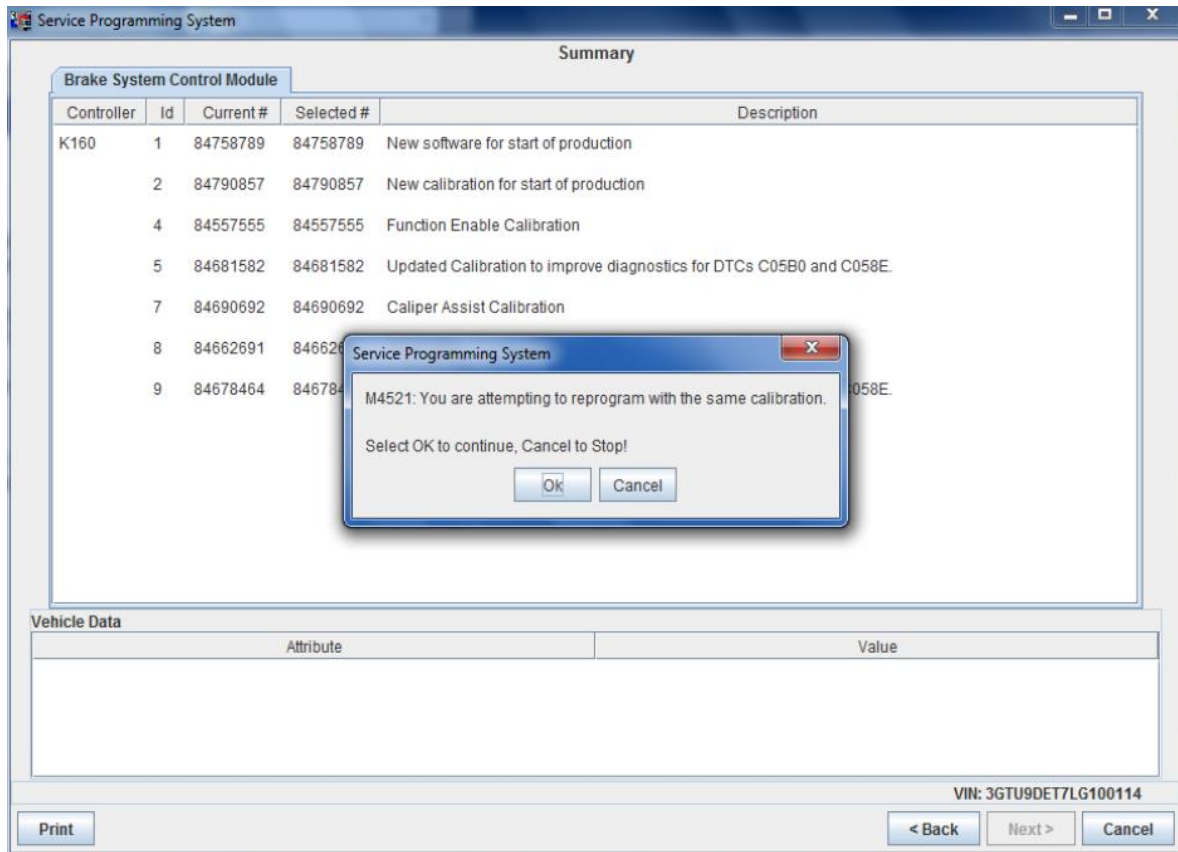 Service Programming System
Summary
Brake System Control Module
Controller Id Current # Selected # Description
K160 1 84758789 84758789 New software for start of production
2 84790857 84790857 New calibration for start of production
4 84557555 84557555 Function Enable Calibration
5 84681582 84681582 Updated Calibration to improve diagnostics for DTCs C05B0 and C058E.
7 84690692 84690692 Caliper Assist Calibration
8 84662691
9 84678464
Service Programming System
M4521: You are attempting to reprogram with the same calibration.
Select OK to continue, Cancel to Stop!
Ok Cancel
Vehicle Data
Attribute Value
VIN: 3GTU9DET7LG100114
Print < Back Next > Cancel